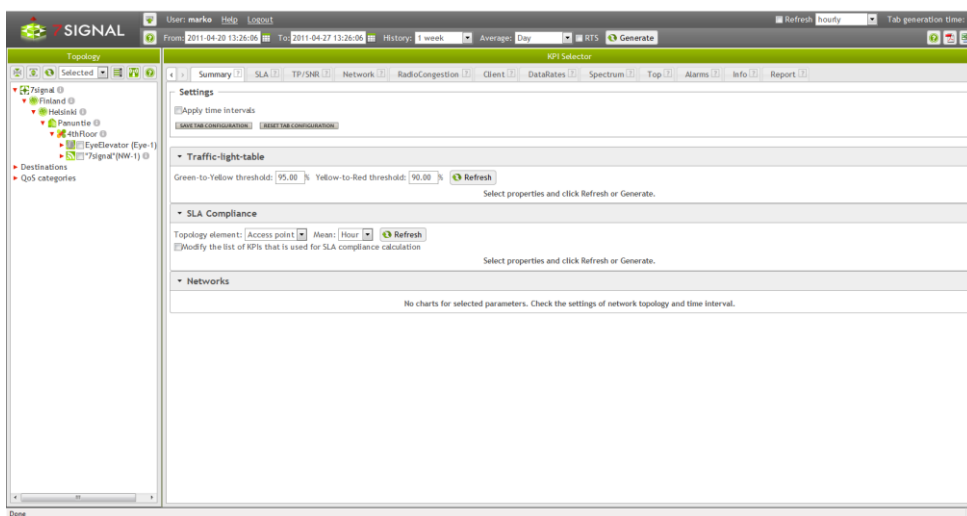 7SIGNAL
User: marko Help Logout
Refresh hourly Tab generation time:
From: 2011-04-20 13:26:06 To: 2011-04-27 13:26:06 History: 1 week Average: Day RTS Generate
Topology
KPI Selector
Selected
Summary SLA TP/SNR Network RadioCongestion Client DataRates Spectrum Top Alarms Info Report
7signal
Finland
Helsinki
Panuntie
4thFloor
EyeElevator (Eye-1)
"7signal"(NW-1)
Destinations
QoS categories
Settings
Apply time intervals
SAVE TAB CONFIGURATION RESET TAB CONFIGURATION
Traffic-light-table
Green-to-Yellow threshold: 95.00 % Yellow-to-Red threshold: 90.00 % Refresh
Select properties and click Refresh or Generate.
SLA Compliance
Topology element: Access point Mean: Hour Refresh
Modify the list of KPIs that is used for SLA compliance calculation
Select properties and click Refresh or Generate.
Networks
No charts for selected parameters. Check the settings of network topology and time interval.
Done